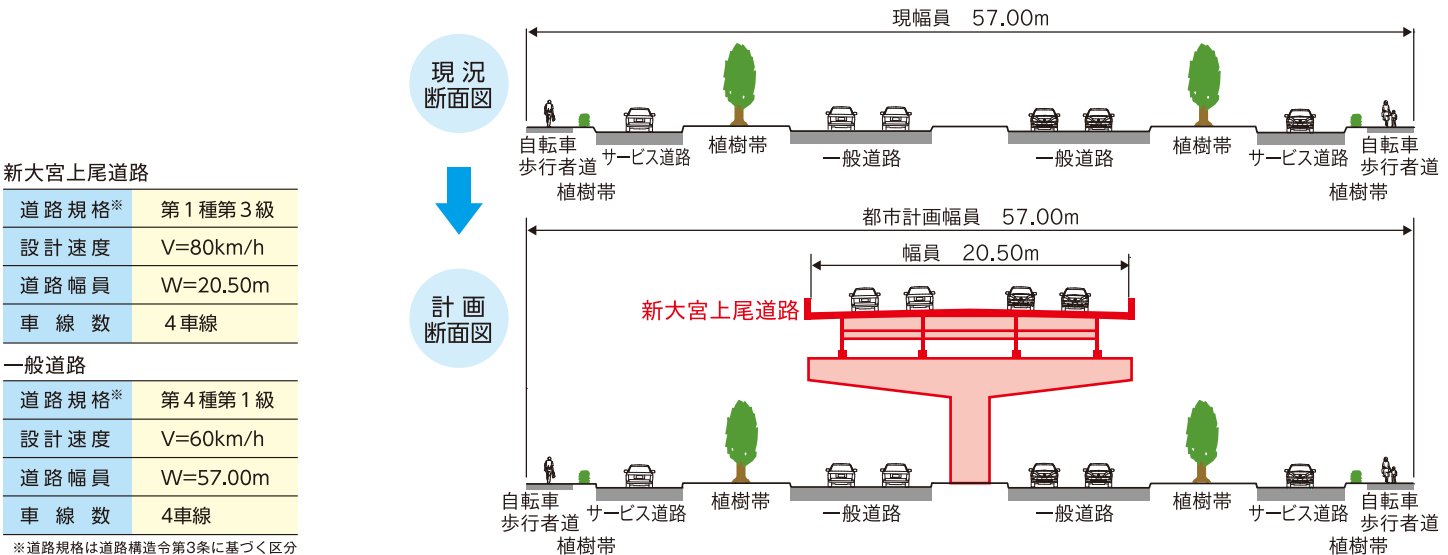 新大宮上尾道路
道路規格※ 第1種第3級
設計速度 V=80km/h
道路幅員 W=20.50m
車線数 4車線
一般道路
道路規格※ 第4種第1級
設計速度 V=60km/h
道路幅員 W=57.00m
車線数 4車線
※道路規格は道路構造令第3条に基づく区分
現況
断面図
現幅員 57.00m
自転車
歩行者道
植樹帯
サービス道路
植樹帯
一般道路
一般道路
植樹帯
サービス道路
植樹帯
自転車
歩行者道
計画
断面図
都市計画幅員 57.00m
幅員 20.50m
新大宮上尾道路
自転車
歩行者道
植樹帯
サービス道路
植樹帯
一般道路
一般道路
植樹帯
サービス道路
植樹帯
自転車
歩行者道